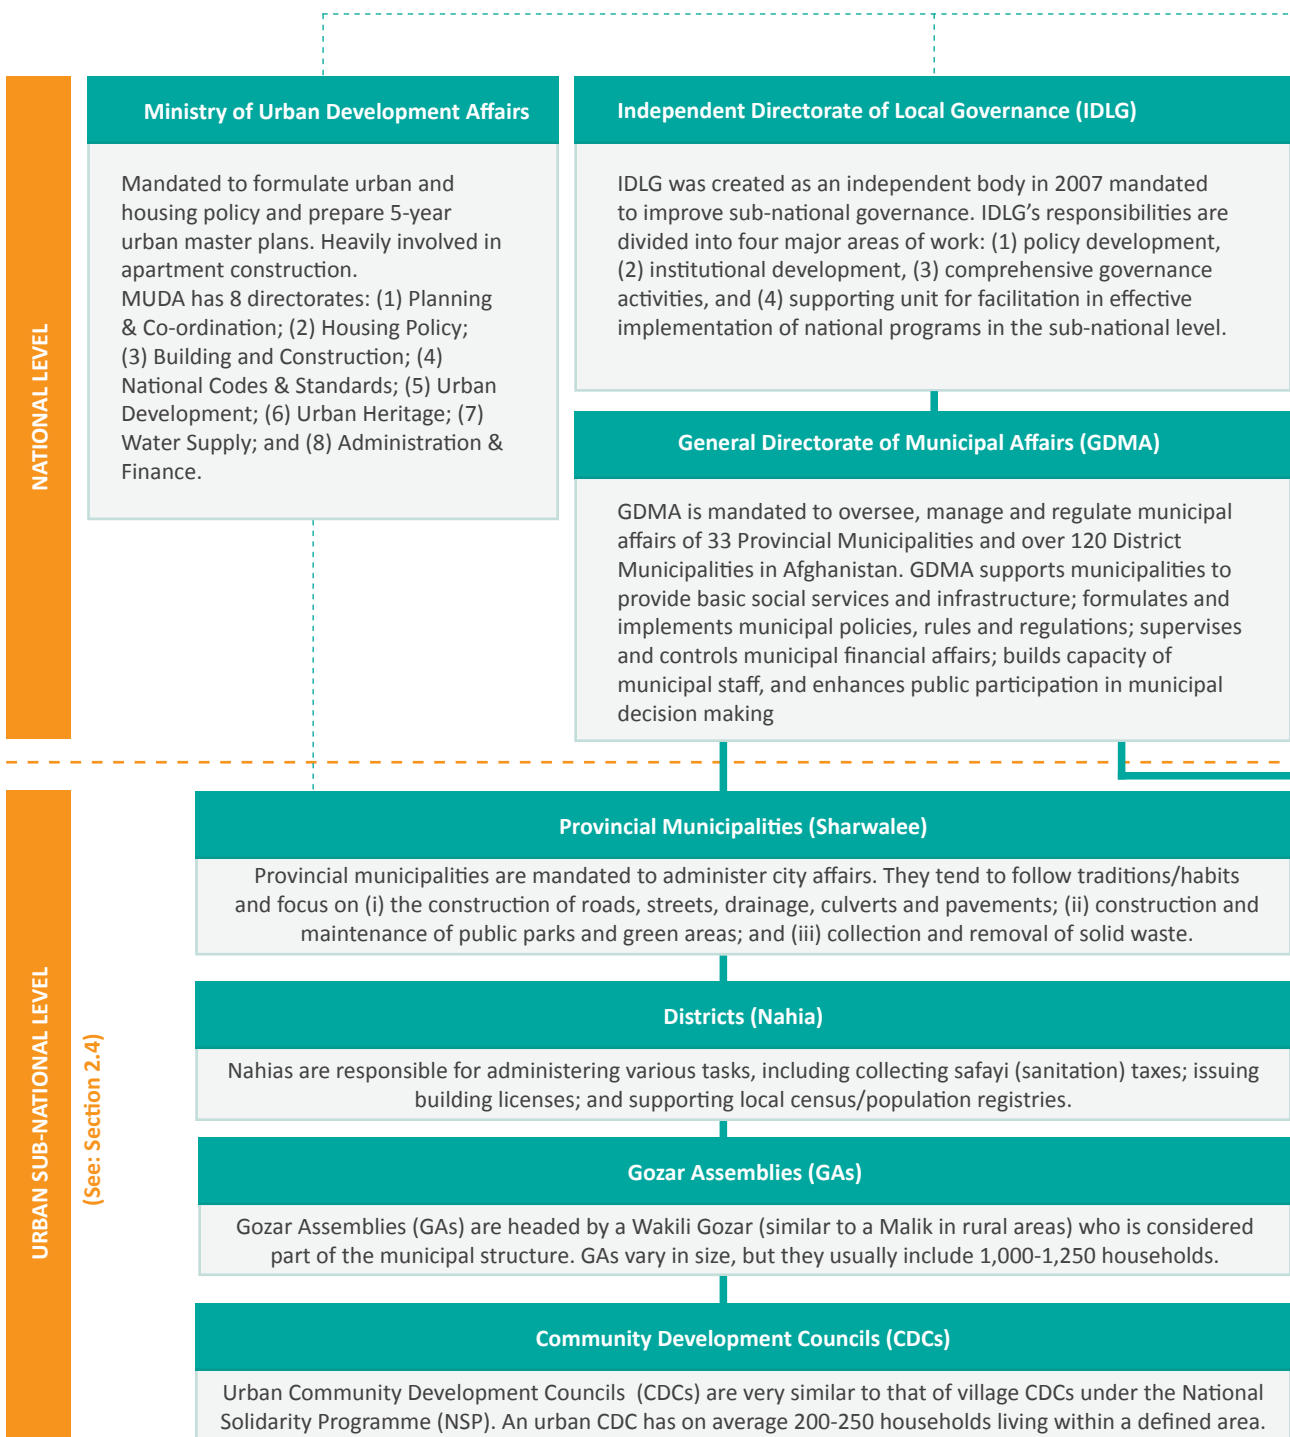 NATIONAL LEVEL
Ministry of Urban Development Affairs
Mandated to formulate urban and
housing policy and prepare 5-year
urban master plans. Heavily involved in
apartment construction.
MUDA has 8 directorates: (1) Planning
& Co-ordination; (2) Housing Policy;
(3) Building and Construction; (4)
National Codes & Standards; (5) Urban
Development; (6) Urban Heritage; (7)
Water Supply; and (8) Administration &
Finance.
Independent Directorate of Local Governance (IDLG)
IDLG was created as an independent body in 2007 mandated
to improve sub-national governance. IDLG's responsibilities are
divided into four major areas of work: (1) policy development,
(2) institutional development, (3) comprehensive governance
activities, and (4) supporting unit for facilitation in effective
implementation of national programs in the sub-national level.
General Directorate of Municipal Affairs (GDMA)
GDMA is mandated to oversee, manage and regulate municipal
affairs of 33 Provincial Municipalities and over 120 District
Municipalities in Afghanistan. GDMA supports municipalities to
provide basic social services and infrastructure; formulates and
implements municipal policies, rules and regulations; supervises
and controls municipal financial affairs; builds capacity of
municipal staff, and enhances public participation in municipal
decision making
URBAN SUB-NATIONAL LEVEL
(See: Section 2.4)
Provincial Municipalities (Sharwalee)
Provincial municipalities are mandated to administer city affairs. They tend to follow traditions/habits
and focus on (i) the construction of roads, streets, drainage, culverts and pavements; (ii) construction and
maintenance of public parks and green areas; and (iii) collection and removal of solid waste.
Districts (Nahia)
Nahias are responsible for administering various tasks, including collecting safayi (sanitation) taxes; issuing
building licenses; and supporting local census/population registries.
Gozar Assemblies (GAs)
Gozar Assemblies (GAs) are headed by a Wakili Gozar (similar to a Malik in rural areas) who is considered
part of the municipal structure. GAs vary in size, but they usually include 1,000-1,250 households.
Community Development Councils (CDCs)
Urban Community Development Councils (CDCs) are very similar to that of village CDCs under the National
Solidarity Programme (NSP). An urban CDC has on average 200-250 households living within a defined area.